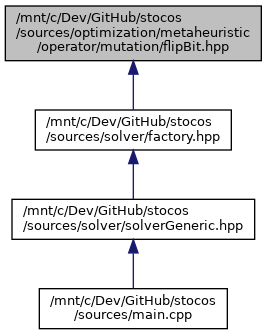 /mnt/c/Dev/GitHub/stocos
/sources/optimization/metaheuristic
/operator/mutation/flipBit.hpp
/mnt/c/Dev/GitHub/stocos
/sources/solver/factory.hpp
/mnt/c/Dev/GitHub/stocos
/sources/solver/solverGeneric.hpp
/mnt/c/Dev/GitHub/stocos
/sources/main.cpp